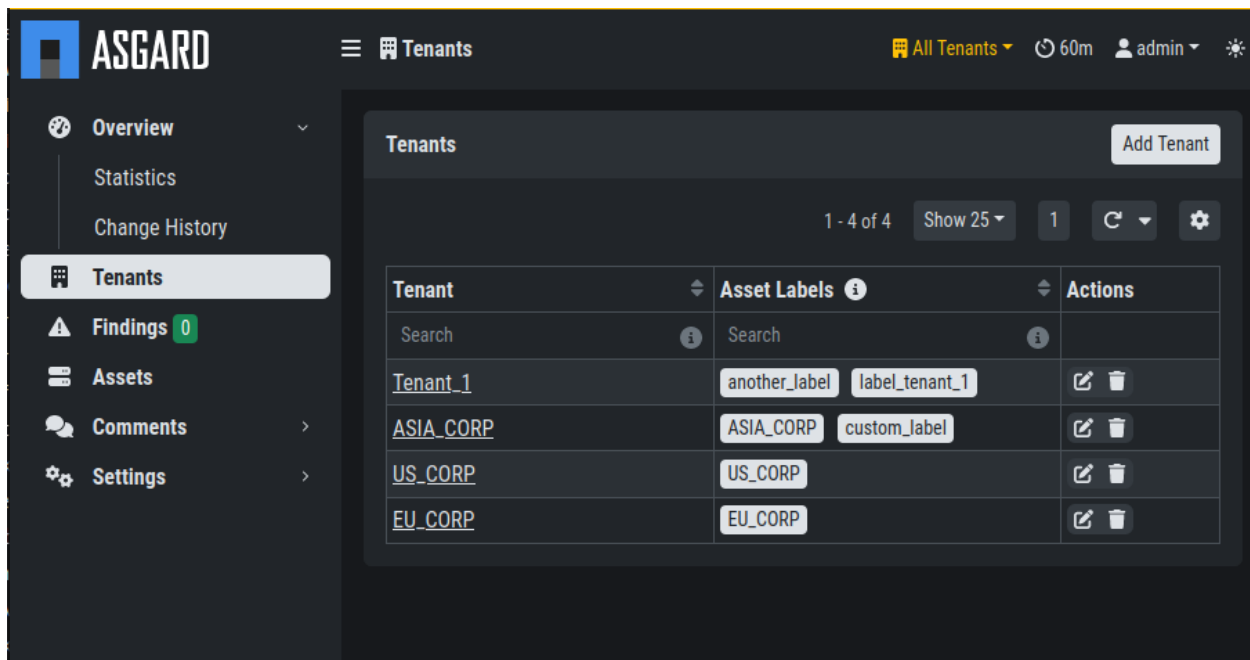 ASGARD
Tenants
All Tenants
60m
admin
Overview
Statistics
Change History
Tenants
Findings 0
Assets
Comments
Settings
Tenants
Add Tenant
1 - 4 of 4 Show 25 1
Tenant Asset Labels Actions
Search Search
Tenant_1 another_label label_tenant_1
ASIA_CORP ASIA_CORP custom_label
US_CORP US_CORP
EU_CORP EU_CORP